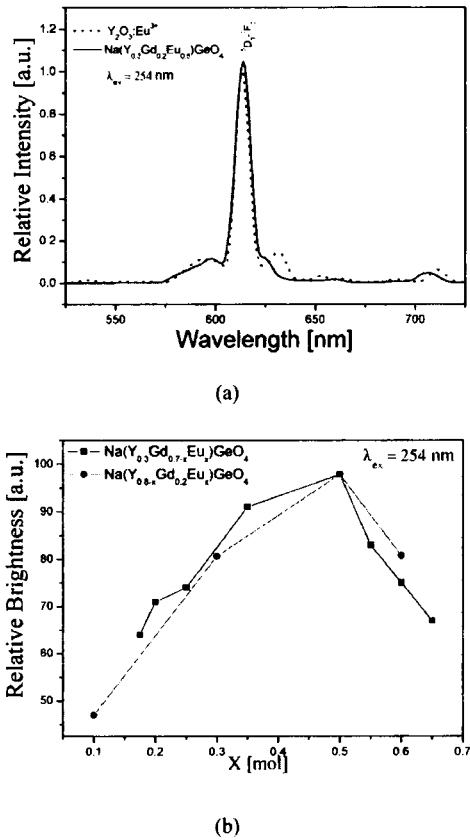 (a)
Y₂O₃:Eu³⁺
Na(Y₀.₃Gd₀.₂Eu₀.₅)GeO₄
λex = 254 nm
Relative Intensity [a.u.]
1.2
1.0
0.8
0.6
0.4
0.2
0.0
550 600 650 700
Wavelength [nm]
(a)
Na(Y₀.₃Gd₀.₇₋ₓEuₓ)GeO₄
Na(Y₀.₈₋ₓGd₀.₂Euₓ)GeO₄
λex = 254 nm
Relative Brightness [a.u.]
100
90
80
70
60
50
0.1 0.2 0.3 0.4 0.5 0.6 0.7
X [mol]
(b)